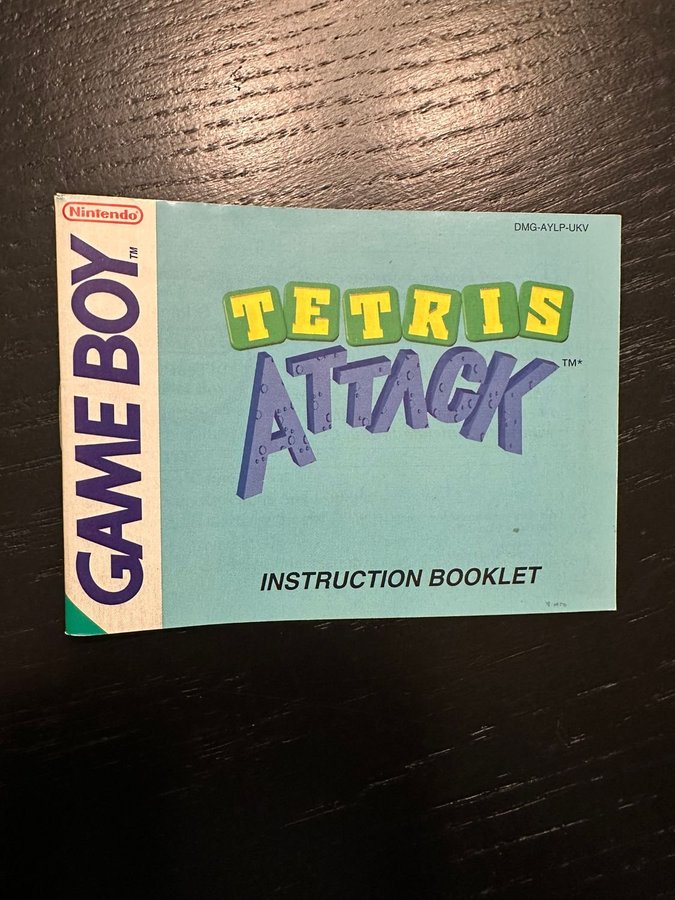 Nintendo
GAME BOY™
DMG-AYLP-UKV
TETRIS
ATTACK™*
INSTRUCTION BOOKLET